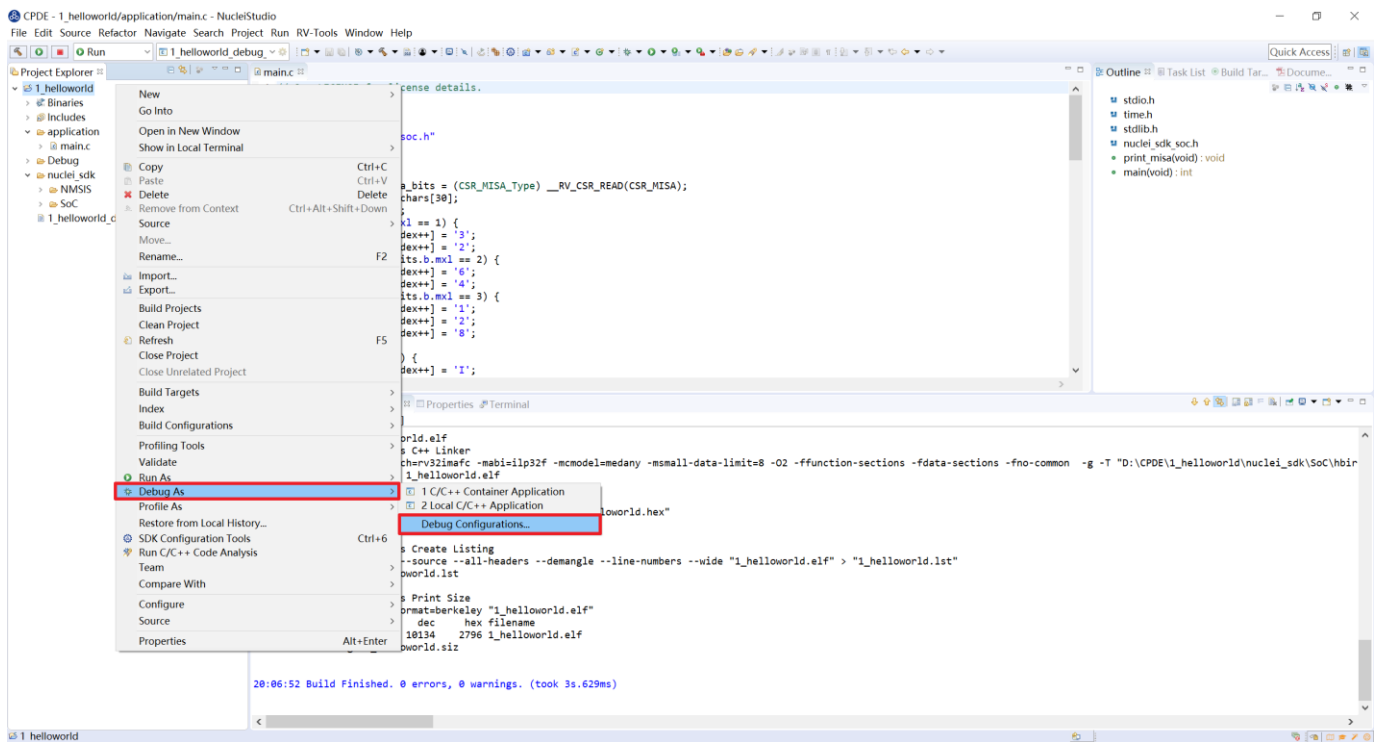 CPDE - 1_helloworld/application/main.c - NucleiStudio
File Edit Source Refactor Navigate Search Project Run RV-Tools Window Help
Run
1_helloworld_debug_
Quick Access
Project Explorer
main.c
Outline Task List Build Tar... Docume...
1_helloworld
Binaries
Includes
application
main.c
Debug
nuclei_sdk
NMSIS
SoC
1_helloworld_d
New
Go Into
Open in New Window
Show in Local Terminal
Copy Ctrl+C
Paste Ctrl+V
Delete Delete
Remove from Context Ctrl+Alt+Shift+Down
Source
Move...
Rename... F2
Import...
Export...
Build Projects
Clean Project
Refresh F5
Close Project
Close Unrelated Project
Build Targets
Index
Build Configurations
Profiling Tools
Validate
Run As
Debug As
Profile As
Restore from Local History...
SDK Configuration Tools Ctrl+6
Run C/C++ Code Analysis
Team
Compare With
Configure
Source
Properties Alt+Enter
1 C/C++ Container Application
2 Local C/C++ Application
Debug Configurations...
cense details.
soc.h"
a_bits = (CSR_MISA_Type) __RV_CSR_READ(CSR_MISA);
chars[30];
;
xl == 1) {
dex++] = '3';
dex++] = '2';
its.b.mxl == 2) {
dex++] = '6';
dex++] = '4';
its.b.mxl == 3) {
dex++] = '1';
dex++] = '2';
dex++] = '8';
) {
dex++] = 'I';
stdio.h
time.h
stdlib.h
nuclei_sdk_soc.h
print_misa(void) : void
main(void) : int
Properties Terminal
]
orld.elf
s C++ Linker
ch=rv32imafc -mabi=ilp32f -mcmodel=medany -msmall-data-limit=8 -O2 -ffunction-sections -fdata-sections -fno-common -g -T "D:\CPDE\1_helloworld\nuclei_sdk\SoC\hbir
1_helloworld.elf
loworld.hex"
s Create Listing
--source --all-headers --demangle --line-numbers --wide "1_helloworld.elf" > "1_helloworld.lst"
oworld.lst
s Print Size
ormat=berkeley "1_helloworld.elf"
dec hex filename
10134 2796 1_helloworld.elf
oworld.siz
20:06:52 Build Finished. 0 errors, 0 warnings. (took 3s.629ms)
1_helloworld